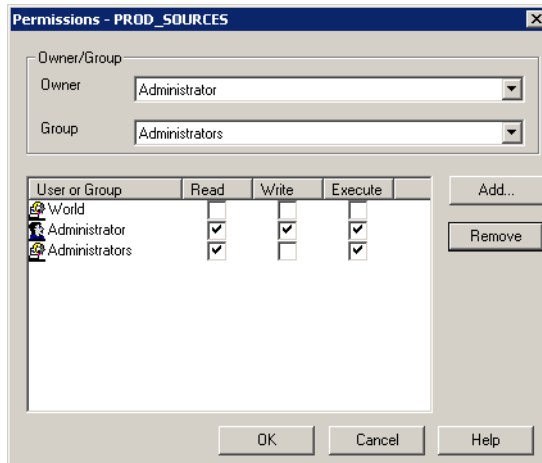 Permissions - PROD_SOURCES
Owner/Group
Owner Administrator
Group Administrators
User or Group Read Write Execute
World
Administrator
Administrators
Add...
Remove
OK Cancel Help